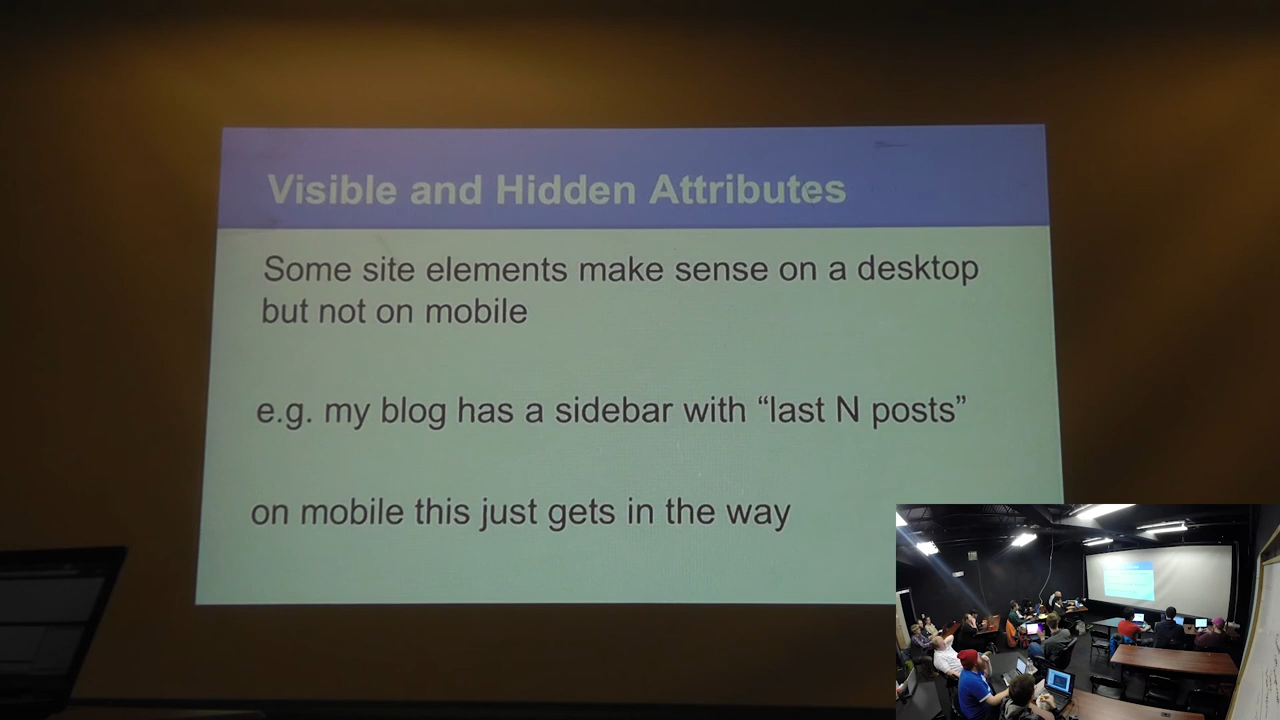 Visible and Hidden Attributes
Some site elements make sense on a desktop
but not on mobile
e.g. my blog has a sidebar with “last N posts”
on mobile this just gets in the way